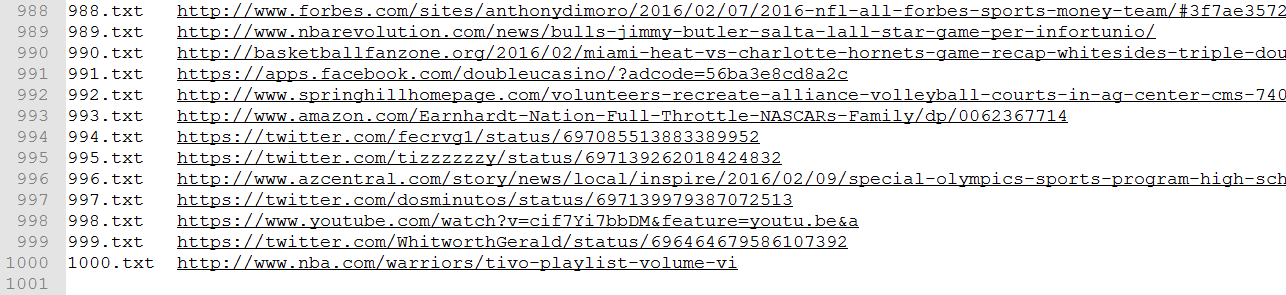 988 988.txt http://www.forbes.com/sites/anthonydimoro/2016/02/07/2016-nfl-all-forbes-sports-money-team/#3f7ae3572
989 989.txt http://www.nbarevolution.com/news/bulls-jimmy-butler-salta-lall-star-game-per-infortunio/
990 990.txt http://basketballfanzone.org/2016/02/miami-heat-vs-charlotte-hornets-game-recap-whitesides-triple-dou
991 991.txt https://apps.facebook.com/doubleucasino/?adcode=56ba3e8cd8a2c
992 992.txt http://www.springhillhomepage.com/volunteers-recreate-alliance-volleyball-courts-in-ag-center-cms-740
993 993.txt http://www.amazon.com/Earnhardt-Nation-Full-Throttle-NASCARs-Family/dp/0062367714
994 994.txt https://twitter.com/fecrvg1/status/697085513883389952
995 995.txt https://twitter.com/tizzzzzzy/status/697139262018424832
996 996.txt http://www.azcentral.com/story/news/local/inspire/2016/02/09/special-olympics-sports-program-high-sch
997 997.txt https://twitter.com/dosminutos/status/697139979387072513
998 998.txt https://www.youtube.com/watch?v=cif7Yi7bbDM&feature=youtu.be&a
999 999.txt https://twitter.com/WhitworthGerald/status/696464679586107392
1000 1000.txt http://www.nba.com/warriors/tivo-playlist-volume-vi
1001